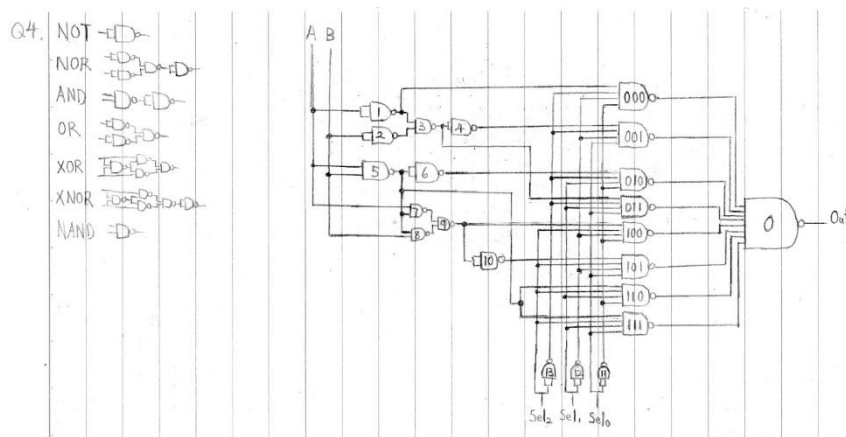 Q4. NOT
NOR
AND
OR
XOR
XNOR
NAND
A B
1
2
3
4
5
6
7
8
9
10
000
001
010
011
100
101
110
111
0
Out
13 12 11
Sel₂ Sel₁ Sel₀